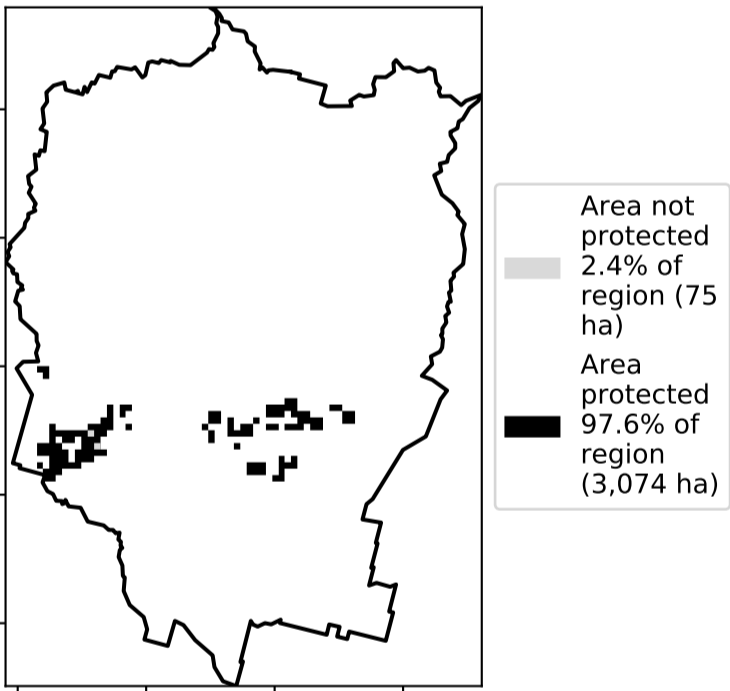 Area not
protected
2.4% of
region (75
ha)
Area
protected
97.6% of
region
(3,074 ha)